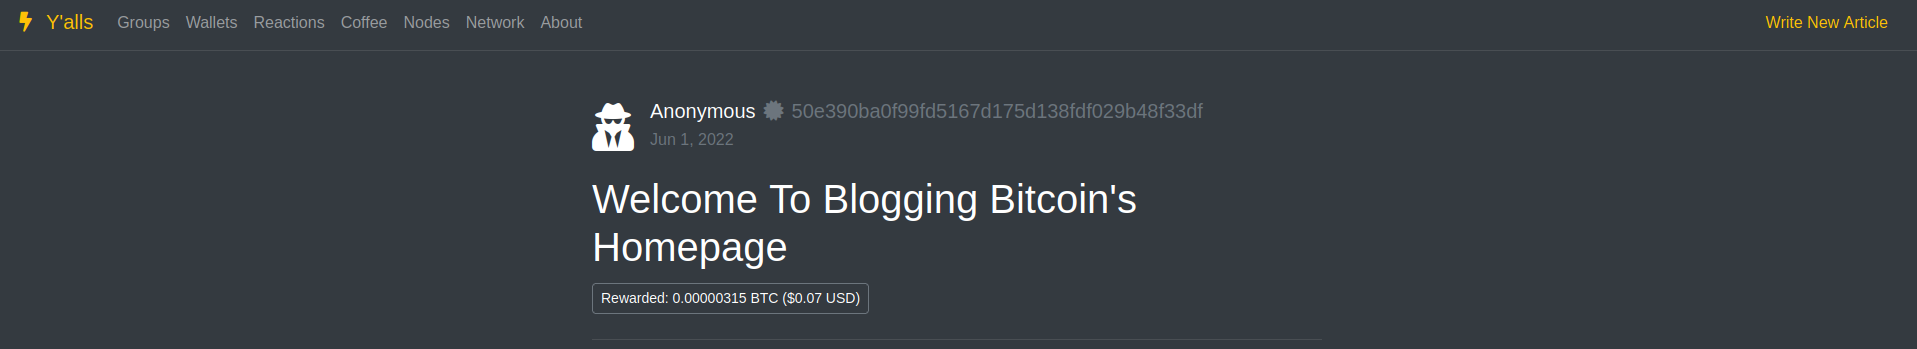 Y'alls Groups Wallets Reactions Coffee Nodes Network About Write New Article
Anonymous 50e390ba0f99fd5167d175d138fdf029b48f33df
Jun 1, 2022
Welcome To Blogging Bitcoin's
Homepage
Rewarded: 0.00000315 BTC ($0.07 USD)